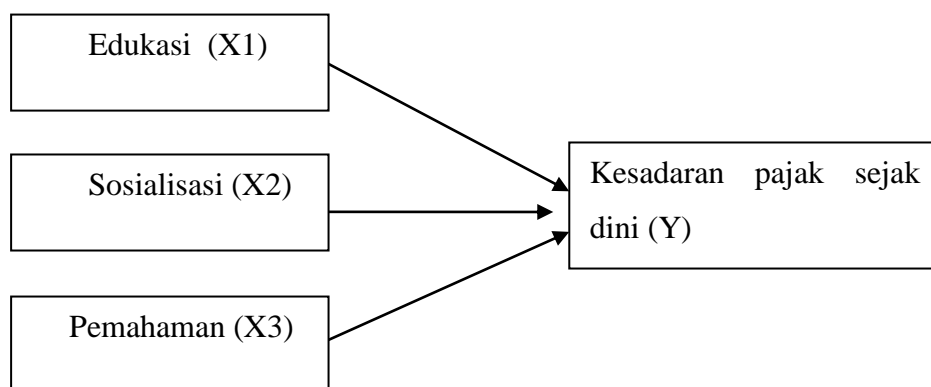 Edukasi (X1)
Sosialisasi (X2)
Kesadaran pajak sejak
dini (Y)
Pemahaman (X3)